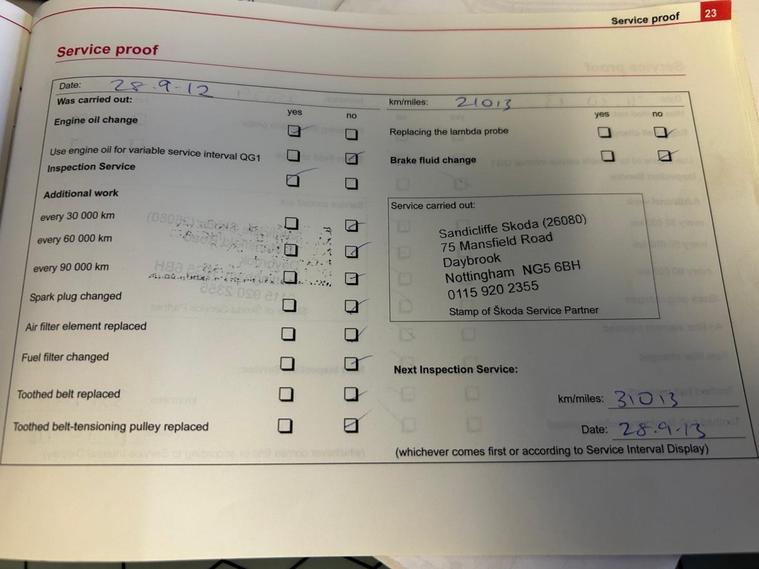 Service proof 23
Service proof
Date: 28.9.12
Was carried out:
yes no
Engine oil change
Use engine oil for variable service interval QG1
Inspection Service
Additional work
every 30 000 km
every 60 000 km
every 90 000 km
Spark plug changed
Air filter element replaced
Fuel filter changed
Toothed belt replaced
Toothed belt-tensioning pulley replaced
km/miles: 21013
yes no
Replacing the lambda probe
Brake fluid change
Service carried out:
Sandicliffe Skoda (26080)
75 Mansfield Road
Daybrook
Nottingham NG5 6BH
0115 920 2355
Stamp of Škoda Service Partner
Next Inspection Service:
km/miles: 31013
Date: 28.9.13
(whichever comes first or according to Service Interval Display)